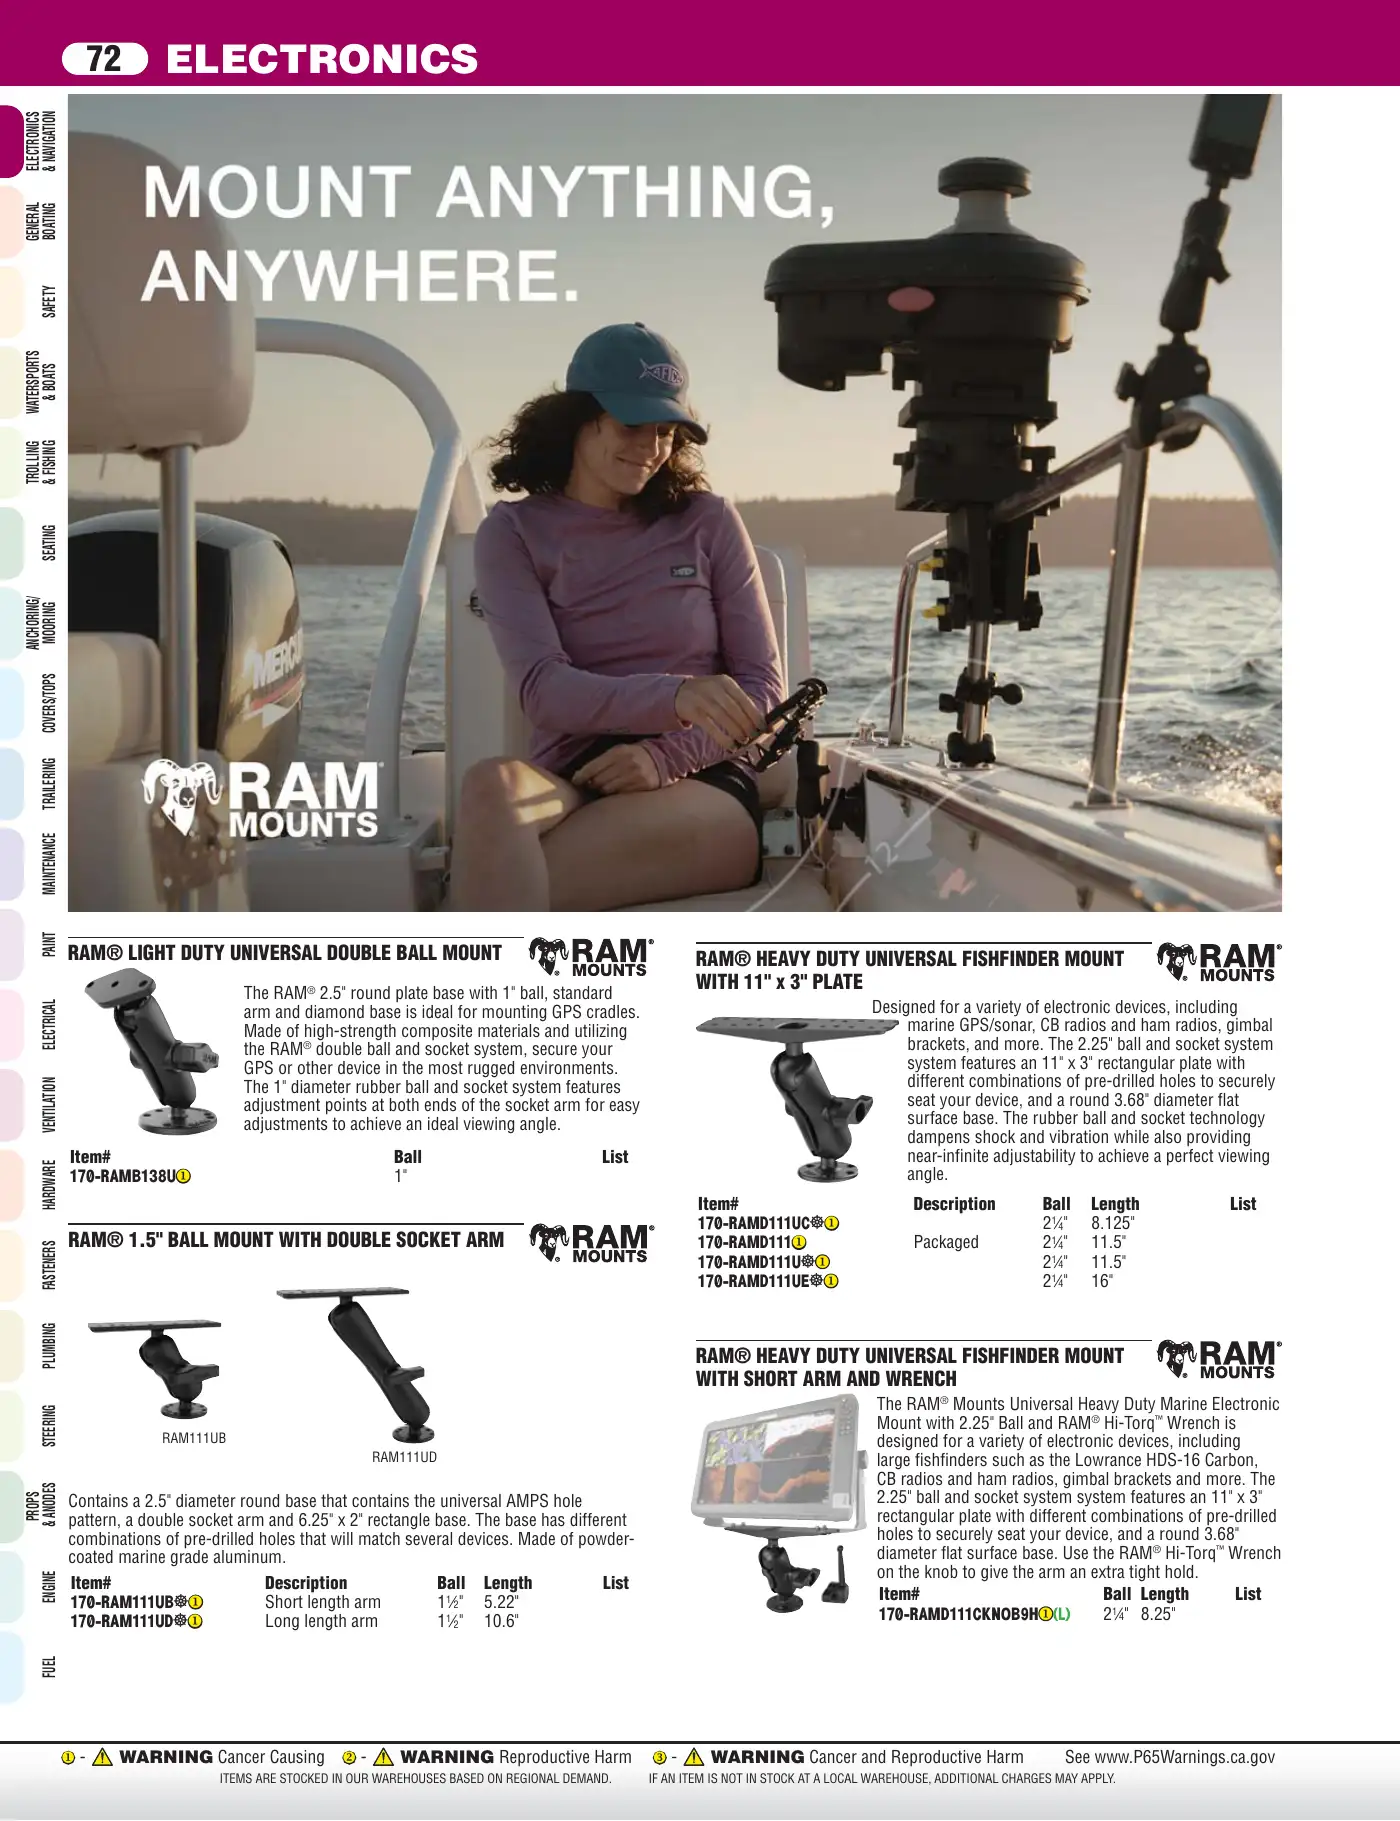 72 ELECTRONICS
ELECTRONICS
& NAVIGATION
GENERAL
BOATING
SAFETY
WATERSPORTS
& BOATS
TROLLING
& FISHING
SEATING
ANCHORING/
MOORING
COVERS/TOPS
TRAILERING
MAINTENANCE
PAINT
ELECTRICAL
VENTILATION
HARDWARE
FASTENERS
PLUMBING
STEERING
PROPS
& ANODES
ENGINE
FUEL
MOUNT ANYTHING,
ANYWHERE.
AFTCO
MERCURY
12
RAM®
MOUNTS
RAM® LIGHT DUTY UNIVERSAL DOUBLE BALL MOUNT
RAM®
MOUNTS
The RAM® 2.5" round plate base with 1" ball, standard
arm and diamond base is ideal for mounting GPS cradles.
Made of high-strength composite materials and utilizing
the RAM® double ball and socket system, secure your
GPS or other device in the most rugged environments.
The 1" diameter rubber ball and socket system features
adjustment points at both ends of the socket arm for easy
adjustments to achieve an ideal viewing angle.
Item# Ball List
170-RAMB138U① 1"
RAM® 1.5" BALL MOUNT WITH DOUBLE SOCKET ARM
RAM®
MOUNTS
RAM111UB
RAM111UD
Contains a 2.5" diameter round base that contains the universal AMPS hole
pattern, a double socket arm and 6.25" x 2" rectangle base. The base has different
combinations of pre-drilled holes that will match several devices. Made of powder-
coated marine grade aluminum.
Item# Description Ball Length List
170-RAM111UB☸① Short length arm 1½" 5.22"
170-RAM111UD☸① Long length arm 1½" 10.6"
RAM® HEAVY DUTY UNIVERSAL FISHFINDER MOUNT
WITH 11" x 3" PLATE
RAM®
MOUNTS
Designed for a variety of electronic devices, including
marine GPS/sonar, CB radios and ham radios, gimbal
brackets, and more. The 2.25" ball and socket system
system features an 11" x 3" rectangular plate with
different combinations of pre-drilled holes to securely
seat your device, and a round 3.68" diameter flat
surface base. The rubber ball and socket technology
dampens shock and vibration while also providing
near-infinite adjustability to achieve a perfect viewing
angle.
Item# Description Ball Length List
170-RAMD111UC☸① 2¼" 8.125"
170-RAMD111① Packaged 2¼" 11.5"
170-RAMD111U☸① 2¼" 11.5"
170-RAMD111UE☸① 2¼" 16"
RAM® HEAVY DUTY UNIVERSAL FISHFINDER MOUNT
WITH SHORT ARM AND WRENCH
RAM®
MOUNTS
The RAM® Mounts Universal Heavy Duty Marine Electronic
Mount with 2.25" Ball and RAM® Hi-Torq™ Wrench is
designed for a variety of electronic devices, including
large fishfinders such as the Lowrance HDS-16 Carbon,
CB radios and ham radios, gimbal brackets and more. The
2.25" ball and socket system system features an 11" x 3"
rectangular plate with different combinations of pre-drilled
holes to securely seat your device, and a round 3.68"
diameter flat surface base. Use the RAM® Hi-Torq™ Wrench
on the knob to give the arm an extra tight hold.
Item# Ball Length List
170-RAMD111CKNOB9H①(L) 2¼" 8.25"
① - ⚠ WARNING Cancer Causing ② - ⚠ WARNING Reproductive Harm ③ - ⚠ WARNING Cancer and Reproductive Harm See www.P65Warnings.ca.gov
ITEMS ARE STOCKED IN OUR WAREHOUSES BASED ON REGIONAL DEMAND. IF AN ITEM IS NOT IN STOCK AT A LOCAL WAREHOUSE, ADDITIONAL CHARGES MAY APPLY.